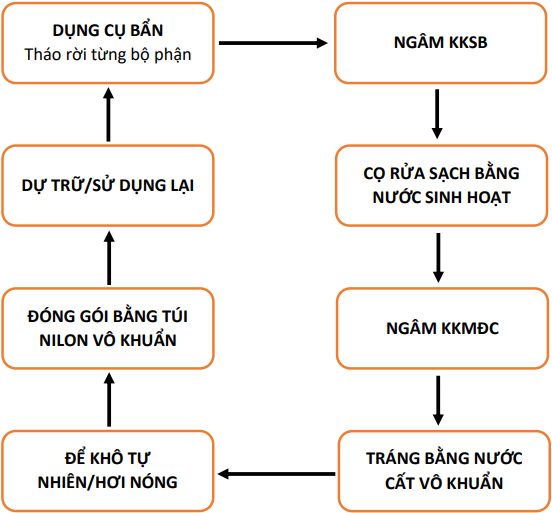 DỤNG CỤ BẨN
Tháo rời từng bộ phận
NGÂM KKSB
CỌ RỬA SẠCH BẰNG
NƯỚC SINH HOẠT
NGÂM KKMĐC
TRÁNG BẰNG NƯỚC
CẤT VÔ KHUẨN
ĐỂ KHÔ TỰ
NHIÊN/HƠI NÓNG
ĐÓNG GÓI BẰNG TÚI
NILON VÔ KHUẨN
DỰ TRỮ/SỬ DỤNG LẠI